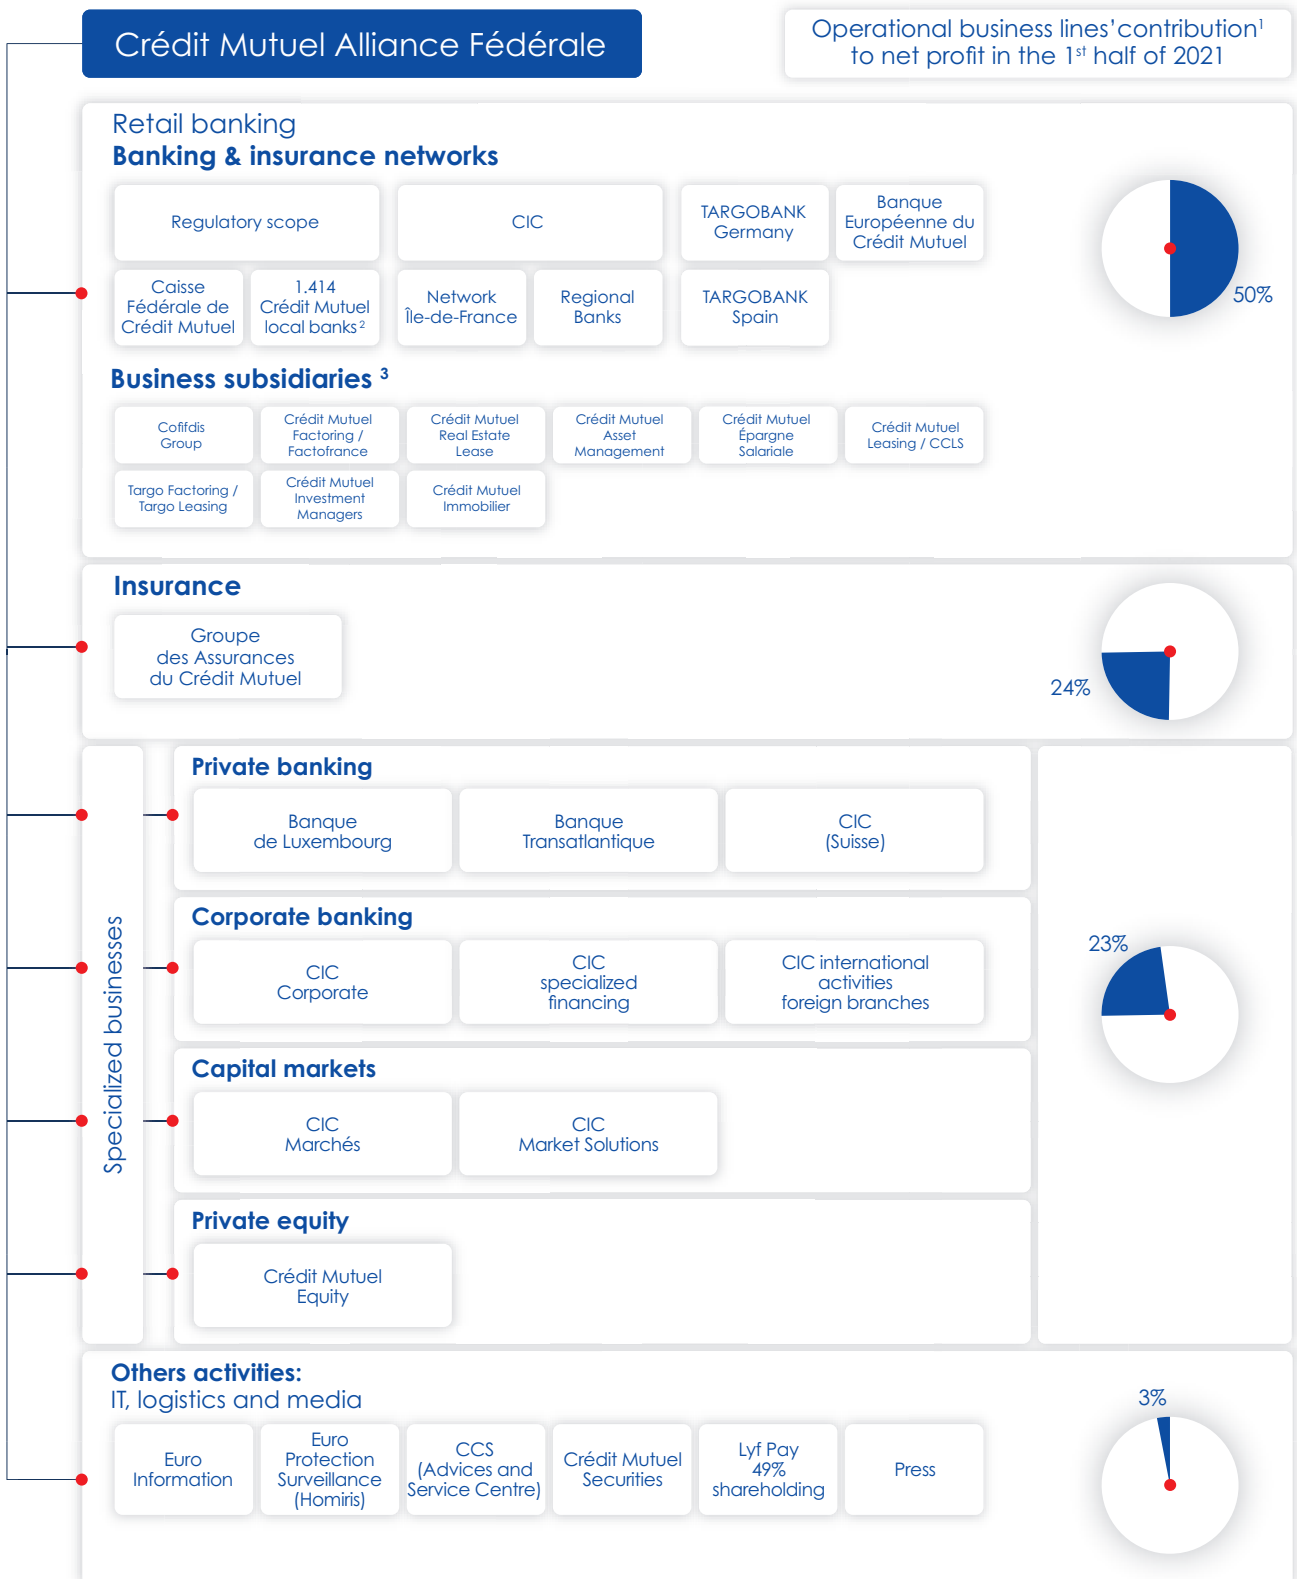 Crédit Mutuel Alliance Fédérale
Operational business lines'contribution¹
to net profit in the 1st half of 2021
Retail banking
Banking & insurance networks
Regulatory scope
CIC
TARGOBANK
Germany
Banque
Européenne du
Crédit Mutuel
Caisse
Fédérale de
Crédit Mutuel
1.414
Crédit Mutuel
local banks²
Network
Île-de-France
Regional
Banks
TARGOBANK
Spain
50%
Business subsidiaries ³
Cofifdis
Group
Crédit Mutuel
Factoring /
Factofrance
Crédit Mutuel
Real Estate
Lease
Crédit Mutuel
Asset
Management
Crédit Mutuel
Épargne
Salariale
Crédit Mutuel
Leasing / CCLS
Targo Factoring /
Targo Leasing
Crédit Mutuel
Investment
Managers
Crédit Mutuel
Immobilier
Insurance
Groupe
des Assurances
du Crédit Mutuel
24%
Specialized businesses
Private banking
Banque
de Luxembourg
Banque
Transatlantique
CIC
(Suisse)
Corporate banking
CIC
Corporate
CIC
specialized
financing
CIC international
activities
foreign branches
23%
Capital markets
CIC
Marchés
CIC
Market Solutions
Private equity
Crédit Mutuel
Equity
Others activities:
IT, logistics and media
Euro
Information
Euro
Protection
Surveillance
(Homiris)
CCS
(Advices and
Service Centre)
Crédit Mutuel
Securities
Lyf Pay
49%
shareholding
Press
3%